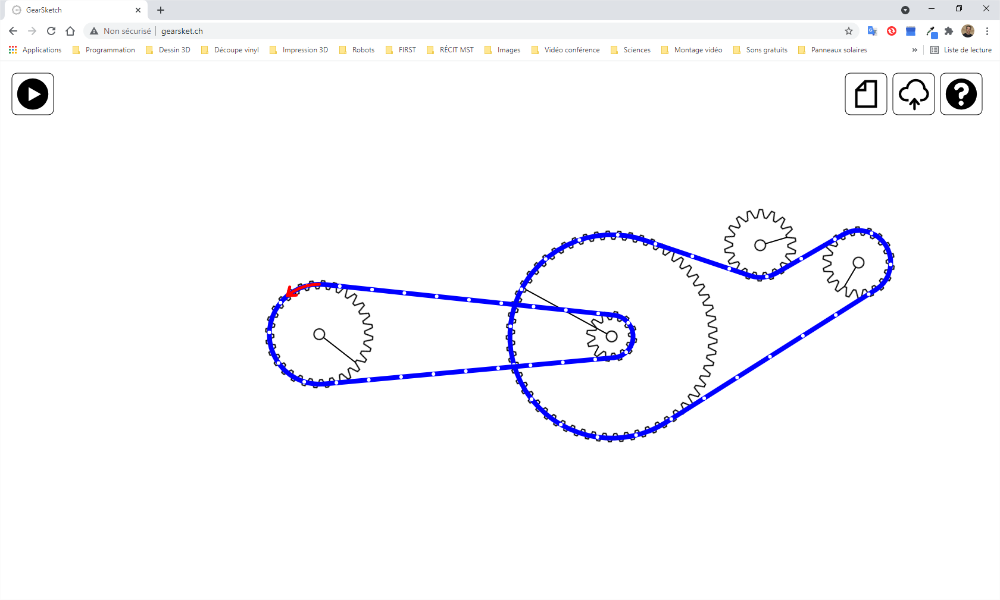 GearSketch
Non sécurisé gearsket.ch
Applications Programmation Dessin 3D Découpe vinyl Impression 3D Robots FIRST RÉCIT MST Images Vidéo conférence Sciences Montage vidéo Sons gratuits Panneaux solaires » Liste de lecture
?